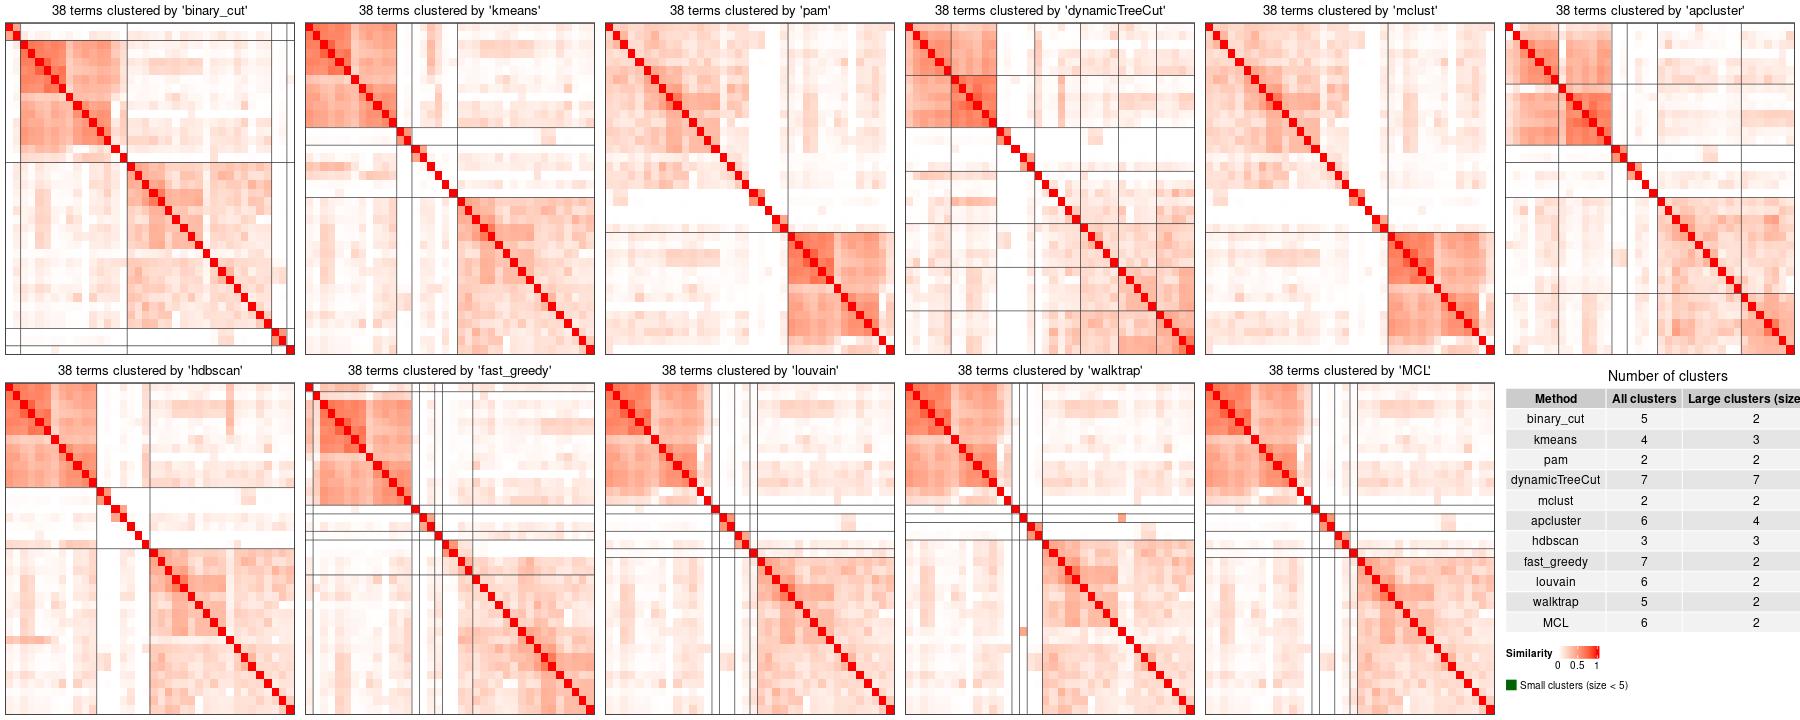 38 terms clustered by 'binary_cut'
38 terms clustered by 'kmeans'
38 terms clustered by 'pam'
38 terms clustered by 'dynamicTreeCut'
38 terms clustered by 'mclust'
38 terms clustered by 'apcluster'
38 terms clustered by 'hdbscan'
38 terms clustered by 'fast_greedy'
38 terms clustered by 'louvain'
38 terms clustered by 'walktrap'
38 terms clustered by 'MCL'
Number of clusters
Method All clusters Large clusters (size
binary_cut 5 2
kmeans 4 3
pam 2 2
dynamicTreeCut 7 7
mclust 2 2
apcluster 6 4
hdbscan 3 3
fast_greedy 7 2
louvain 6 2
walktrap 5 2
MCL 6 2
Similarity
0 0.5 1
Small clusters (size < 5)